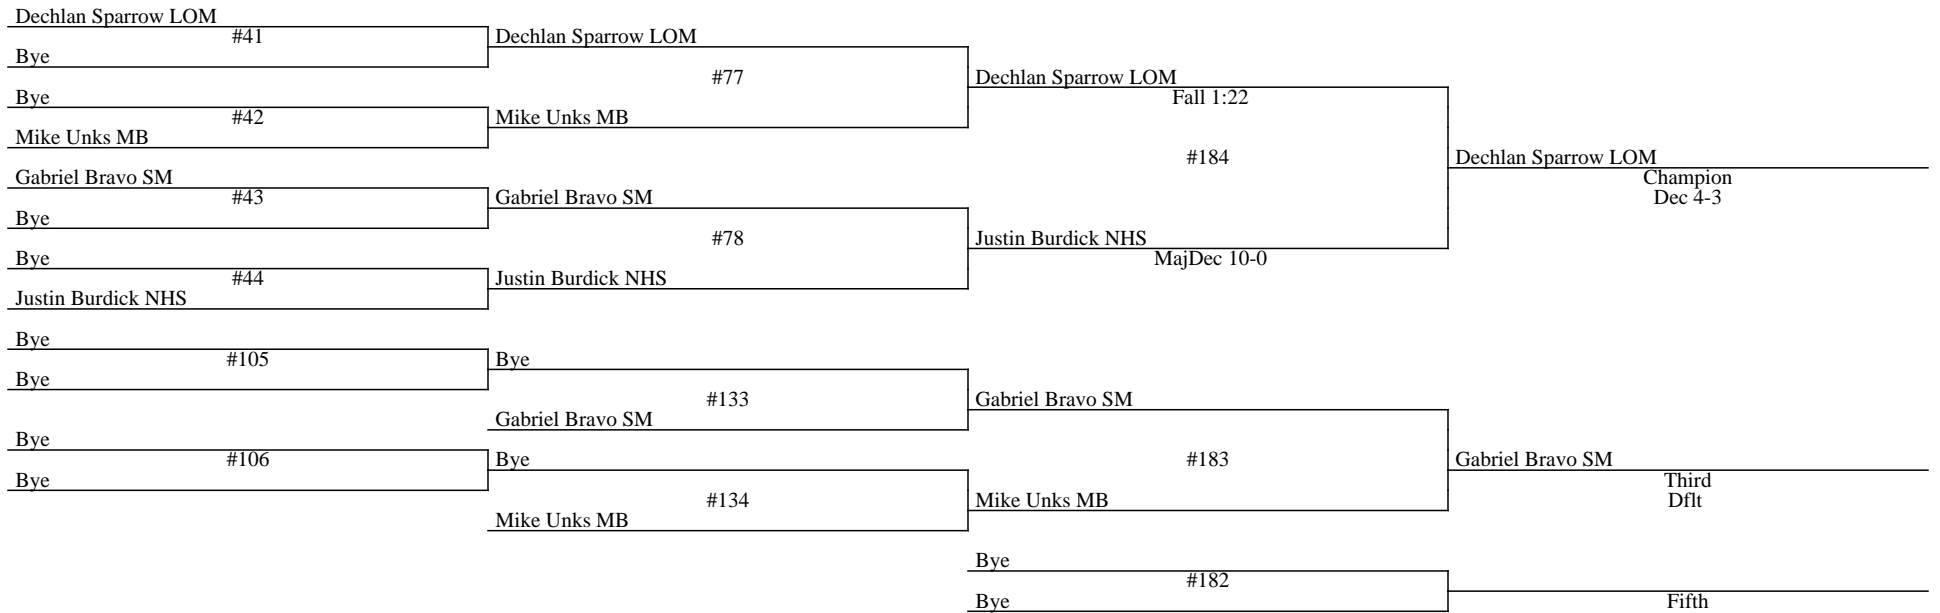 Dechlan Sparrow LOM
#41
Bye
Dechlan Sparrow LOM
#77
Bye
#42
Mike Unks MB
Mike Unks MB
Dechlan Sparrow LOM
Fall 1:22
#184
Gabriel Bravo SM
#43
Bye
Gabriel Bravo SM
#78
Bye
#44
Justin Burdick NHS
Justin Burdick NHS
Justin Burdick NHS
MajDec 10-0
Dechlan Sparrow LOM
Champion
Dec 4-3
Bye
#105
Bye
Bye
#133
Gabriel Bravo SM
Gabriel Bravo SM
Bye
#106
Bye
Bye
#134
Mike Unks MB
Mike Unks MB
#183
Gabriel Bravo SM
Third
Dflt
Bye
#182
Bye
Fifth